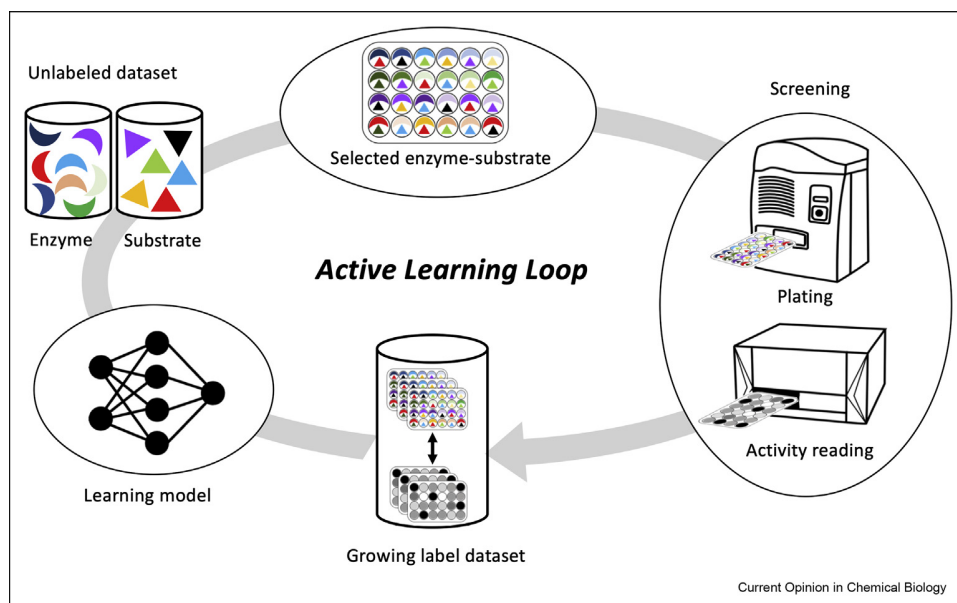 Unlabeled dataset
Enzyme
Substrate
Selected enzyme-substrate
Screening
Plating
Activity reading
Active Learning Loop
Learning model
Growing label dataset
Current Opinion in Chemical Biology